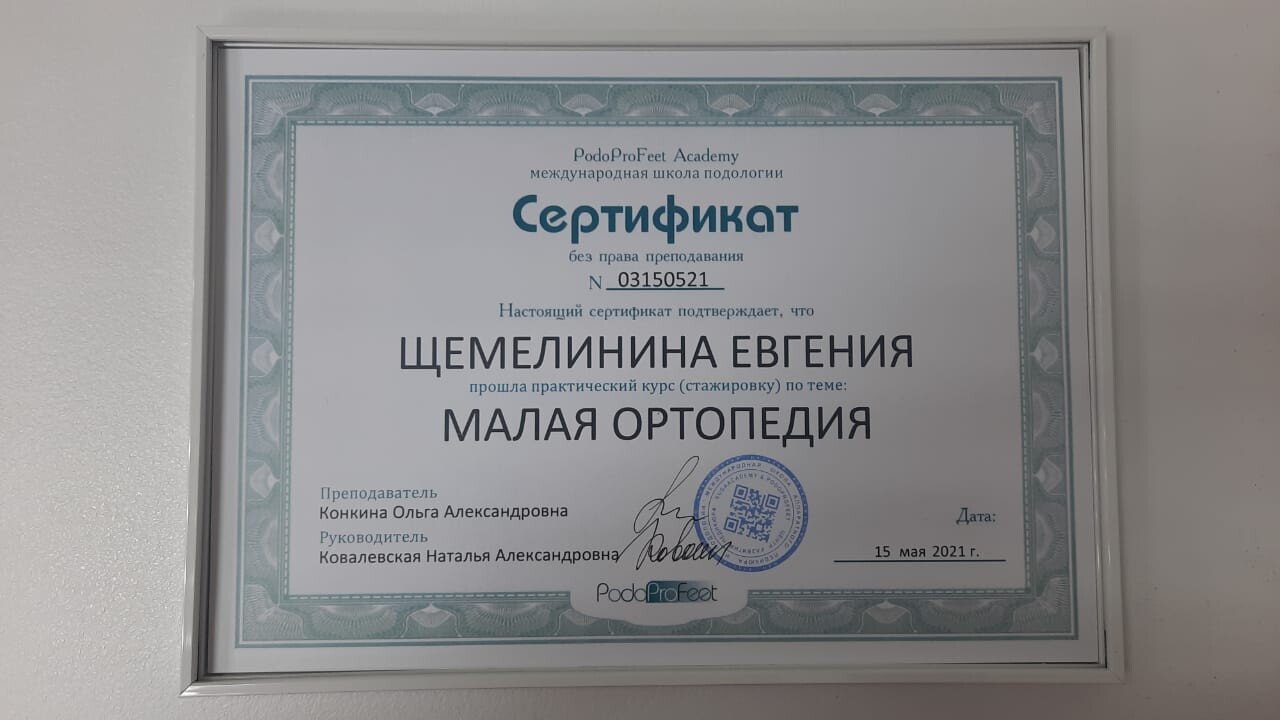 PodoProFeet Academy
международная школа подологии
Сертификат
без права преподавания
N 03150521
Настоящий сертификат подтверждает, что
ЩЕМЕЛИНИНА ЕВГЕНИЯ
прошла практический курс (стажировку) по теме:
МАЛАЯ ОРТОПЕДИЯ
Преподаватель
Конкина Ольга Александровна
Руководитель
Ковалевская Наталья Александровна
Дата:
15 мая 2021 г.
PodoProFeet